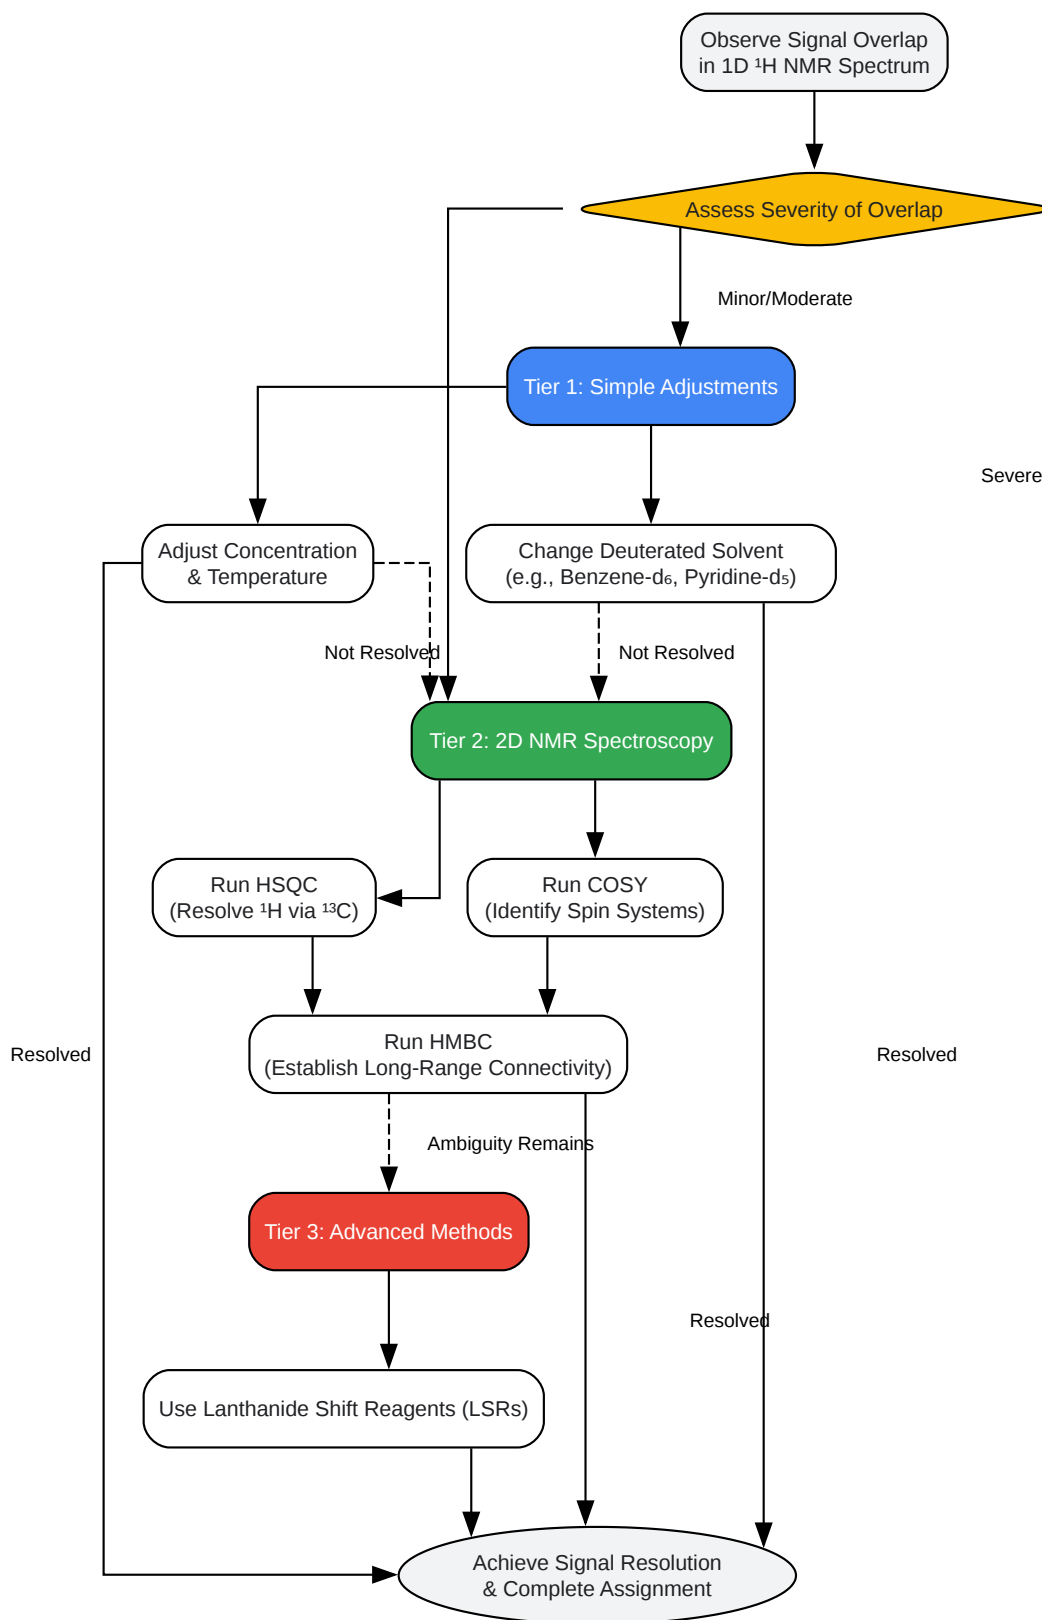 Observe Signal Overlap
in 1D ¹H NMR Spectrum
Assess Severity of Overlap
Minor/Moderate
Tier 1: Simple Adjustments
Severe
Adjust Concentration
& Temperature
Change Deuterated Solvent
(e.g., Benzene-d₆, Pyridine-d₅)
Not Resolved
Not Resolved
Tier 2: 2D NMR Spectroscopy
Run HSQC
(Resolve ¹H via ¹³C)
Run COSY
(Identify Spin Systems)
Run HMBC
(Establish Long-Range Connectivity)
Resolved
Resolved
Ambiguity Remains
Tier 3: Advanced Methods
Resolved
Use Lanthanide Shift Reagents (LSRs)
Achieve Signal Resolution
& Complete Assignment